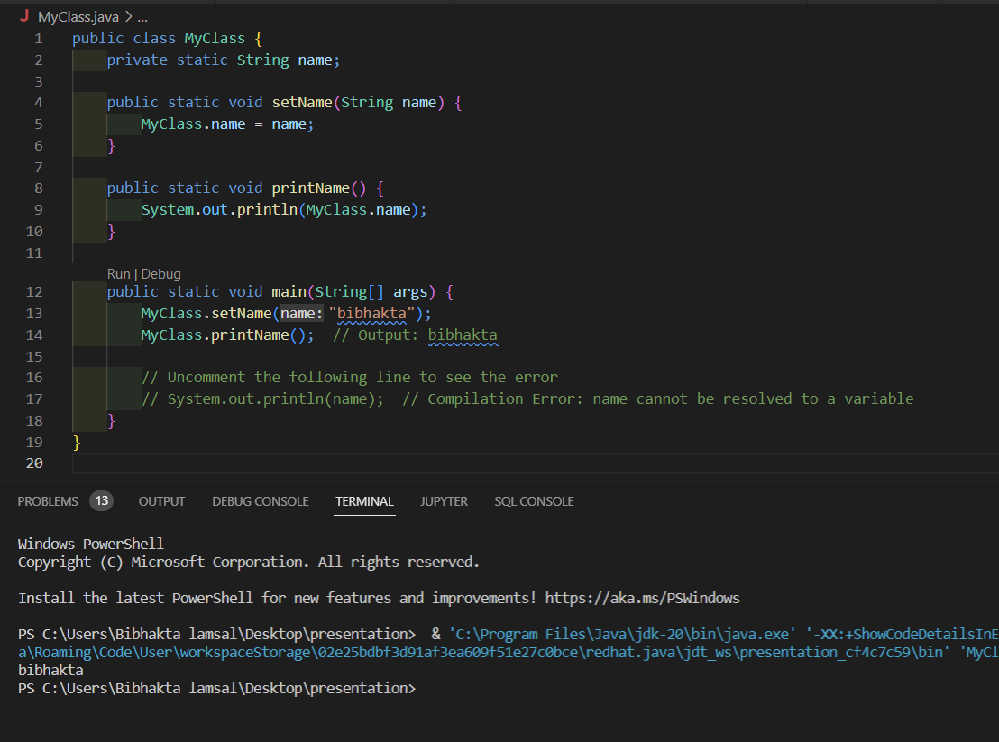 J MyClass.java > ...
1 public class MyClass {
2 private static String name;
3
4 public static void setName(String name) {
5 MyClass.name = name;
6 }
7
8 public static void printName() {
9 System.out.println(MyClass.name);
10 }
11
Run | Debug
12 public static void main(String[] args) {
13 MyClass.setName(name: "bibhakta");
14 MyClass.printName(); // Output: bibhakta
15
16 // Uncomment the following line to see the error
17 // System.out.println(name); // Compilation Error: name cannot be resolved to a variable
18 }
19 }
20
PROBLEMS 13 OUTPUT DEBUG CONSOLE TERMINAL JUPYTER SQL CONSOLE
Windows PowerShell
Copyright (C) Microsoft Corporation. All rights reserved.
Install the latest PowerShell for new features and improvements! https://aka.ms/PSWindows
PS C:\Users\Bibhakta lamsal\Desktop\presentation> & 'C:\Program Files\Java\jdk-20\bin\java.exe' '-XX:+ShowCodeDetailsInE
a\Roaming\Code\User\workspaceStorage\02e25bdbf3d91af3ea609f51e27c0bce\redhat.java\jdt_ws\presentation_cf4c7c59\bin' 'MyCl
bibhakta
PS C:\Users\Bibhakta lamsal\Desktop\presentation>